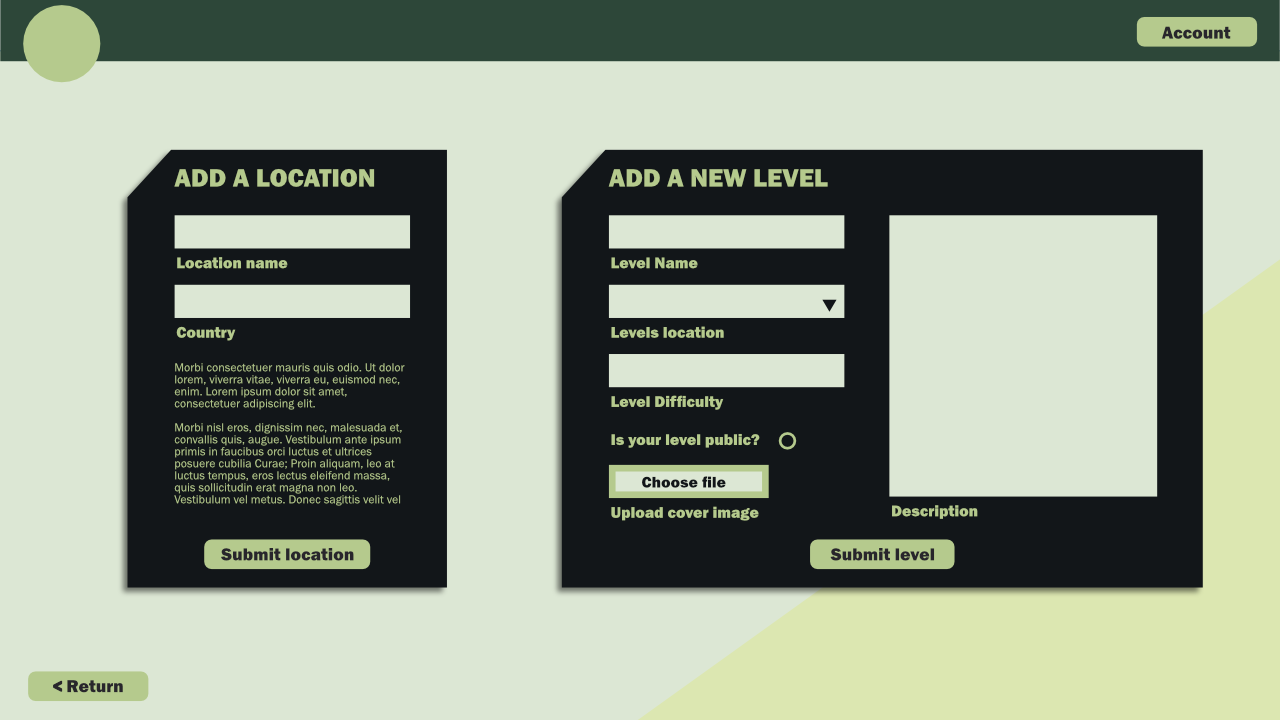 Account
ADD A LOCATION
Location name
Country
Morbi consectetuer mauris quis odio. Ut dolor
lorem, viverra vitae, viverra eu, euismod nec,
enim. Lorem ipsum dolor sit amet,
consectetuer adipiscing elit.
Morbi nisl eros, dignissim nec, malesuada et,
convallis quis, augue. Vestibulum ante ipsum
primis in faucibus orci luctus et ultrices
posuere cubilia Curae; Proin aliquam, leo at
luctus tempus, eros lectus eleifend massa,
quis sollicitudin erat magna non leo.
Vestibulum vel metus. Donec sagittis velit vel
Submit location
ADD A NEW LEVEL
Level Name
Levels location
Level Difficulty
Is your level public?
Choose file
Upload cover image
Description
Submit level
< Return